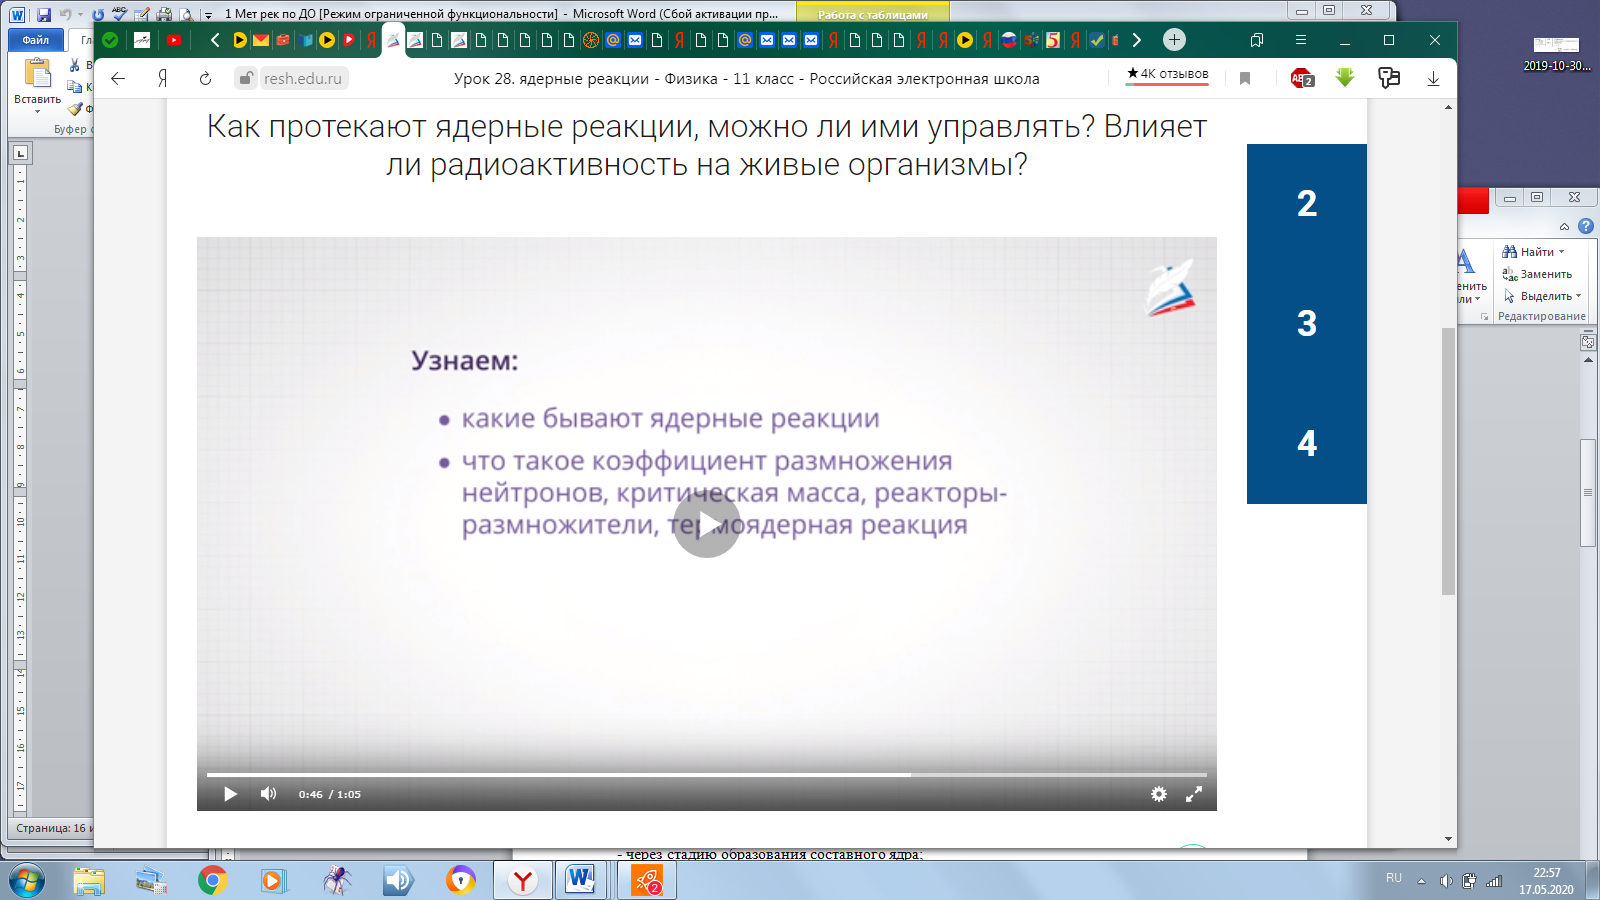 1 Мет рек по ДО [Режим ограниченной функциональности] - Microsoft Word (Сбой активации пр...
Работа с таблицами
Файл
Гла
Вставить
Буфер о
resh.edu.ru
Урок 28. ядерные реакции - Физика - 11 класс - Российская электронная школа
★4K отзывов
2019-10-30...
Как протекают ядерные реакции, можно ли ими управлять? Влияет
ли радиоактивность на живые организмы?
2
3
4
Узнаем:
• какие бывают ядерные реакции
• что такое коэффициент размножения
нейтронов, критическая масса, реакторы-
размножители, термоядерная реакция
0:46 / 1:05
Найти
Заменить
Выделить
Редактирование
Страница: 16 и
- через стадию образования составного ядра;
RU
22:57
17.05.2020